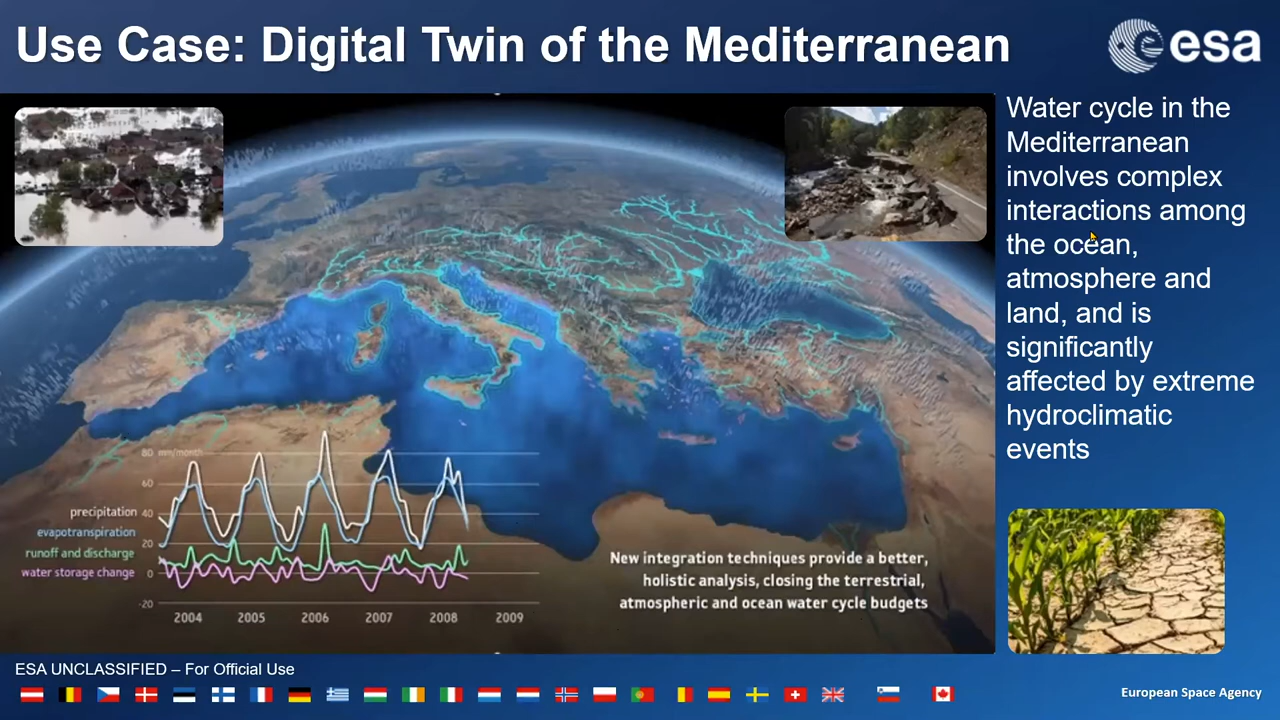 Use Case: Digital Twin of the Mediterranean
esa
Water cycle in the
Mediterranean
involves complex
interactions among
the ocean,
atmosphere and
land, and is
significantly
affected by extreme
hydroclimatic
events
80 mm/month
60
precipitation 40
evapotranspiration
20
runoff and discharge
water storage change 0
-20
2004 2005 2006 2007 2008 2009
New integration techniques provide a better,
holistic analysis, closing the terrestrial,
atmospheric and ocean water cycle budgets
ESA UNCLASSIFIED – For Official Use
European Space Agency